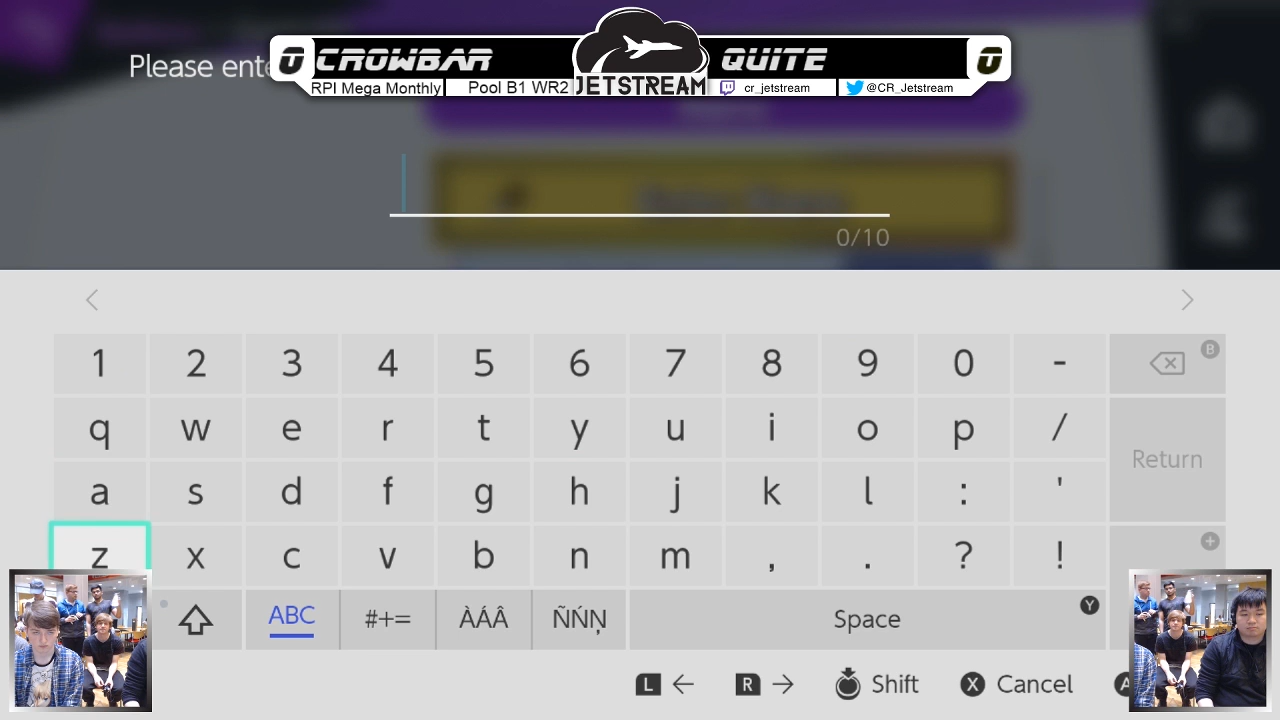 Please ente
CROWBAR
QUITE
RPI Mega Monthly
Pool B1 WR2
JETSTREAM
cr_jetstream
@CR_Jetstream
0/10
1 2 3 4 5 6 7 8 9 0 - B
q w e r t y u i o p /
Return
a s d f g h j k l : '
z x c v b n m , . ? ! +
ABC #+= ÀÁÂ ÑŃŅ Space Y
L ← R → Shift X Cancel A